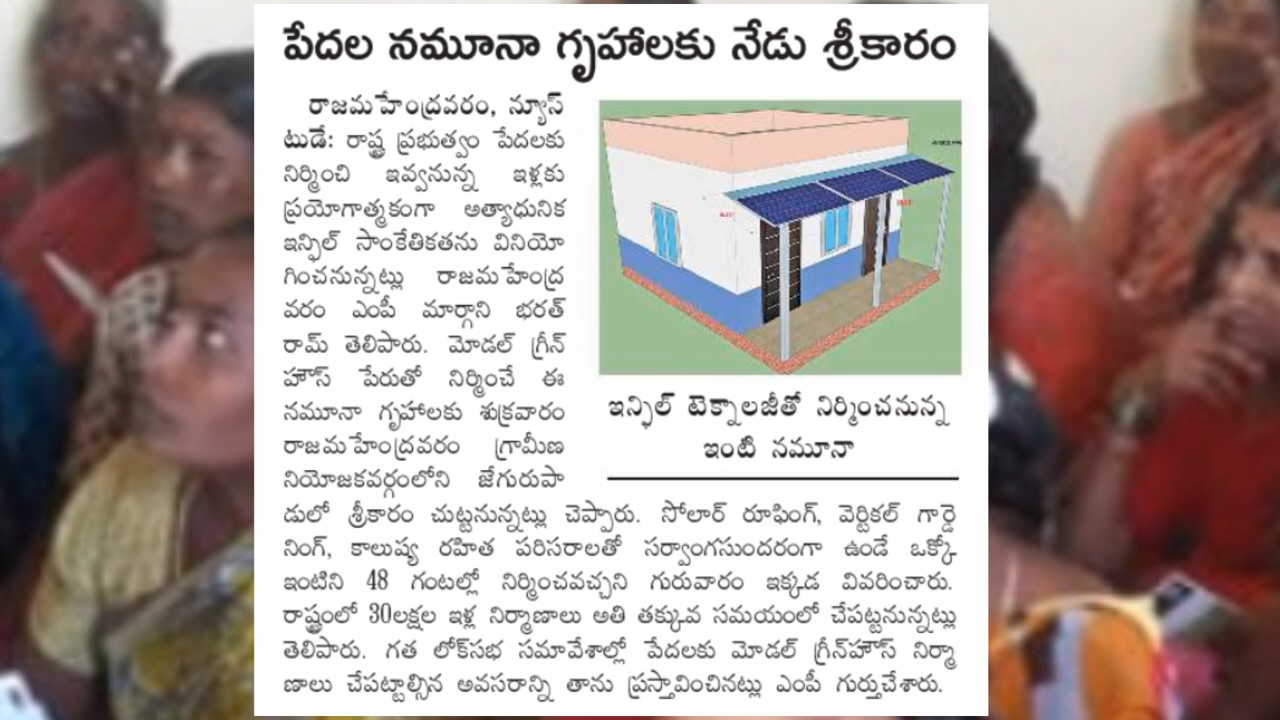 పేదల నమూనా గృహాలకు నేడు శ్రీకారం
రాజమహేంద్రవరం, న్యూస్
టుడే: రాష్ట్ర ప్రభుత్వం పేదలకు
నిర్మించి ఇవ్వనున్న ఇళ్లకు
ప్రయోగాత్మకంగా అత్యాధునిక
ఇన్ఫిల్ సాంకేతికతను వినియో
గించనున్నట్లు రాజమహేంద్ర
వరం ఎంపీ మార్గాని భరత్
రామ్ తెలిపారు. మోడల్ గ్రీన్
హౌస్ పేరుతో నిర్మించే ఈ
నమూనా గృహాలకు శుక్రవారం
రాజమహేంద్రవరం గ్రామీణ
నియోజకవర్గంలోని జేగురుపా
డులో శ్రీకారం చుట్టనున్నట్లు చెప్పారు. సోలార్ రూఫింగ్, వెర్టికల్ గార్డె
నింగ్, కాలుష్య రహిత పరిసరాలతో సర్వాంగసుందరంగా ఉండే ఒక్కో
ఇంటిని 48 గంటల్లో నిర్మించవచ్చని గురువారం ఇక్కడ వివరించారు.
రాష్ట్రంలో 30లక్షల ఇళ్ల నిర్మాణాలు అతి తక్కువ సమయంలో చేపట్టనున్నట్లు
తెలిపారు. గత లోక్‌సభ సమావేశాల్లో పేదలకు మోడల్ గ్రీన్‌హౌస్ నిర్మా
ణాలు చేపట్టాల్సిన అవసరాన్ని తాను ప్రస్తావించినట్లు ఎంపీ గుర్తుచేశారు.
ఇన్ఫిల్ టెక్నాలజీతో నిర్మించనున్న
ఇంటి నమూనా